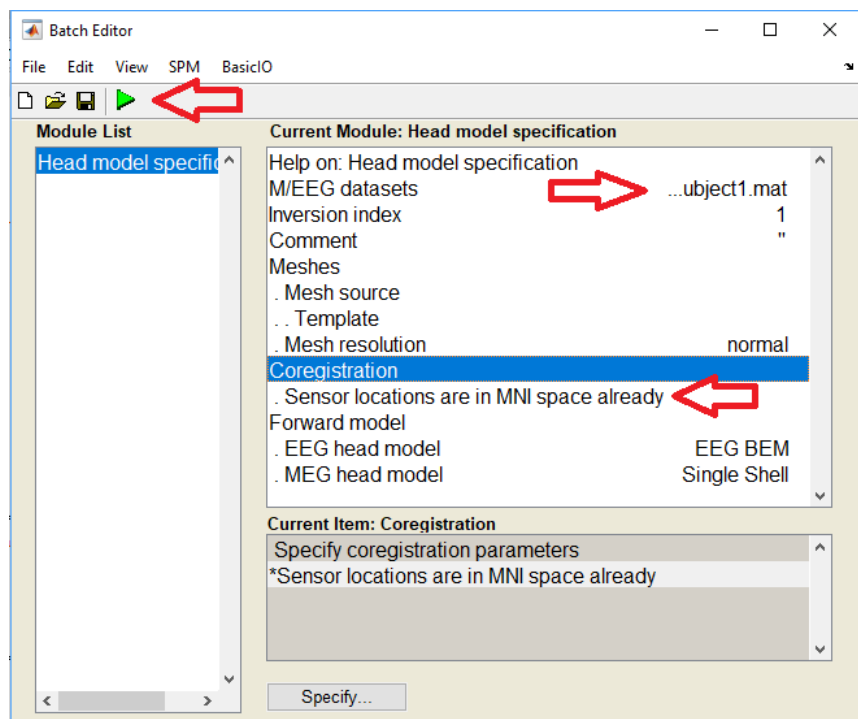 Batch Editor
File Edit View SPM BasicIO
Module List
Head model specific
Current Module: Head model specification
Help on: Head model specification
M/EEG datasets ...ubject1.mat
Inversion index 1
Comment ''
Meshes
. Mesh source
. . Template
. Mesh resolution normal
Coregistration
. Sensor locations are in MNI space already
Forward model
. EEG head model EEG BEM
. MEG head model Single Shell
Current Item: Coregistration
Specify coregistration parameters
*Sensor locations are in MNI space already
Specify...